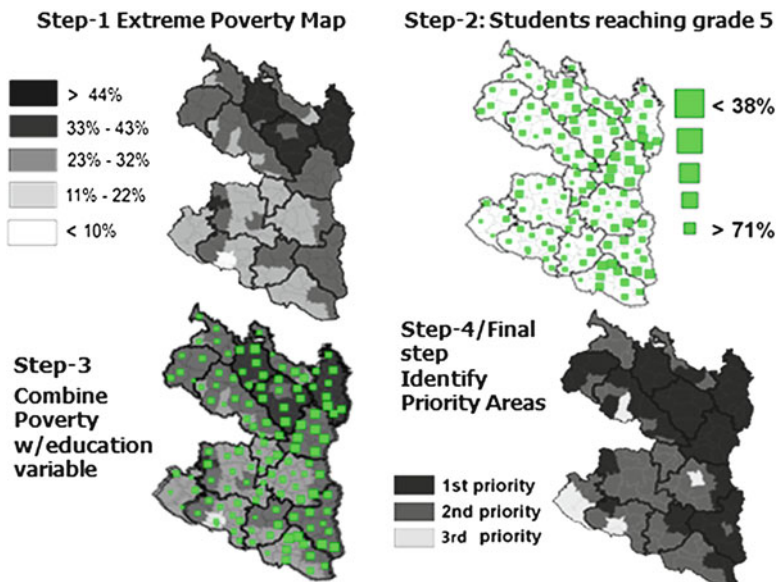 Step-1 Extreme Poverty Map
> 44%
33% - 43%
23% - 32%
11% - 22%
< 10%
Step-2: Students reaching grade 5
< 38%
> 71%
Step-3
Combine
Poverty
w/education
variable
Step-4/Final
step
Identify
Priority Areas
1st priority
2nd priority
3rd priority